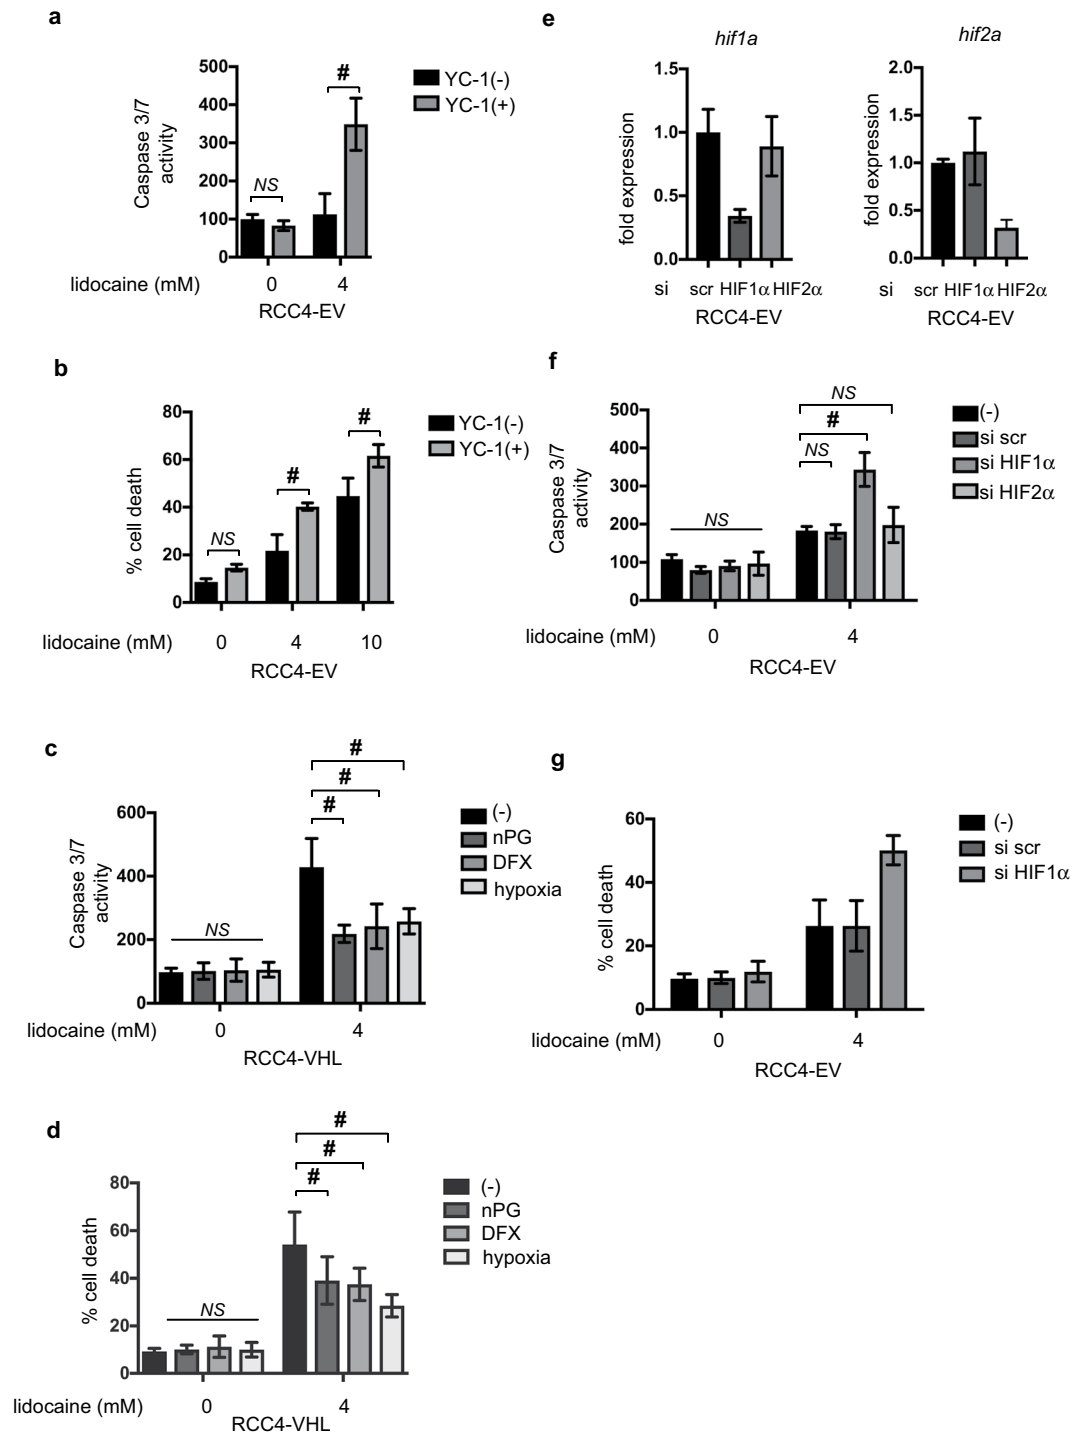 a
500
400
300
200
100
0
Caspase 3/7
activity
NS
#
YC-1(-)
YC-1(+)
lidocaine (mM)
0
4
RCC4-EV
b
80
60
40
20
0
% cell death
NS
#
#
YC-1(-)
YC-1(+)
lidocaine (mM)
0
4
10
RCC4-EV
c
600
400
200
0
Caspase 3/7
activity
NS
#
#
#
(-)
nPG
DFX
hypoxia
lidocaine (mM)
0
4
RCC4-VHL
d
80
60
40
20
0
% cell death
NS
#
#
#
(-)
nPG
DFX
hypoxia
lidocaine (mM)
0
4
RCC4-VHL
e
hif1a
1.5
1.0
0.5
0.0
fold expression
si scr HIF1α HIF2α
RCC4-EV
hif2a
2.0
1.5
1.0
0.5
0.0
fold expression
si scr HIF1α HIF2α
RCC4-EV
f
500
400
300
200
100
0
Caspase 3/7
activity
NS
NS
#
NS
(-)
si scr
si HIF1α
si HIF2α
lidocaine (mM)
0
4
RCC4-EV
g
60
40
20
0
% cell death
(-)
si scr
si HIF1α
lidocaine (mM)
0
4
RCC4-EV